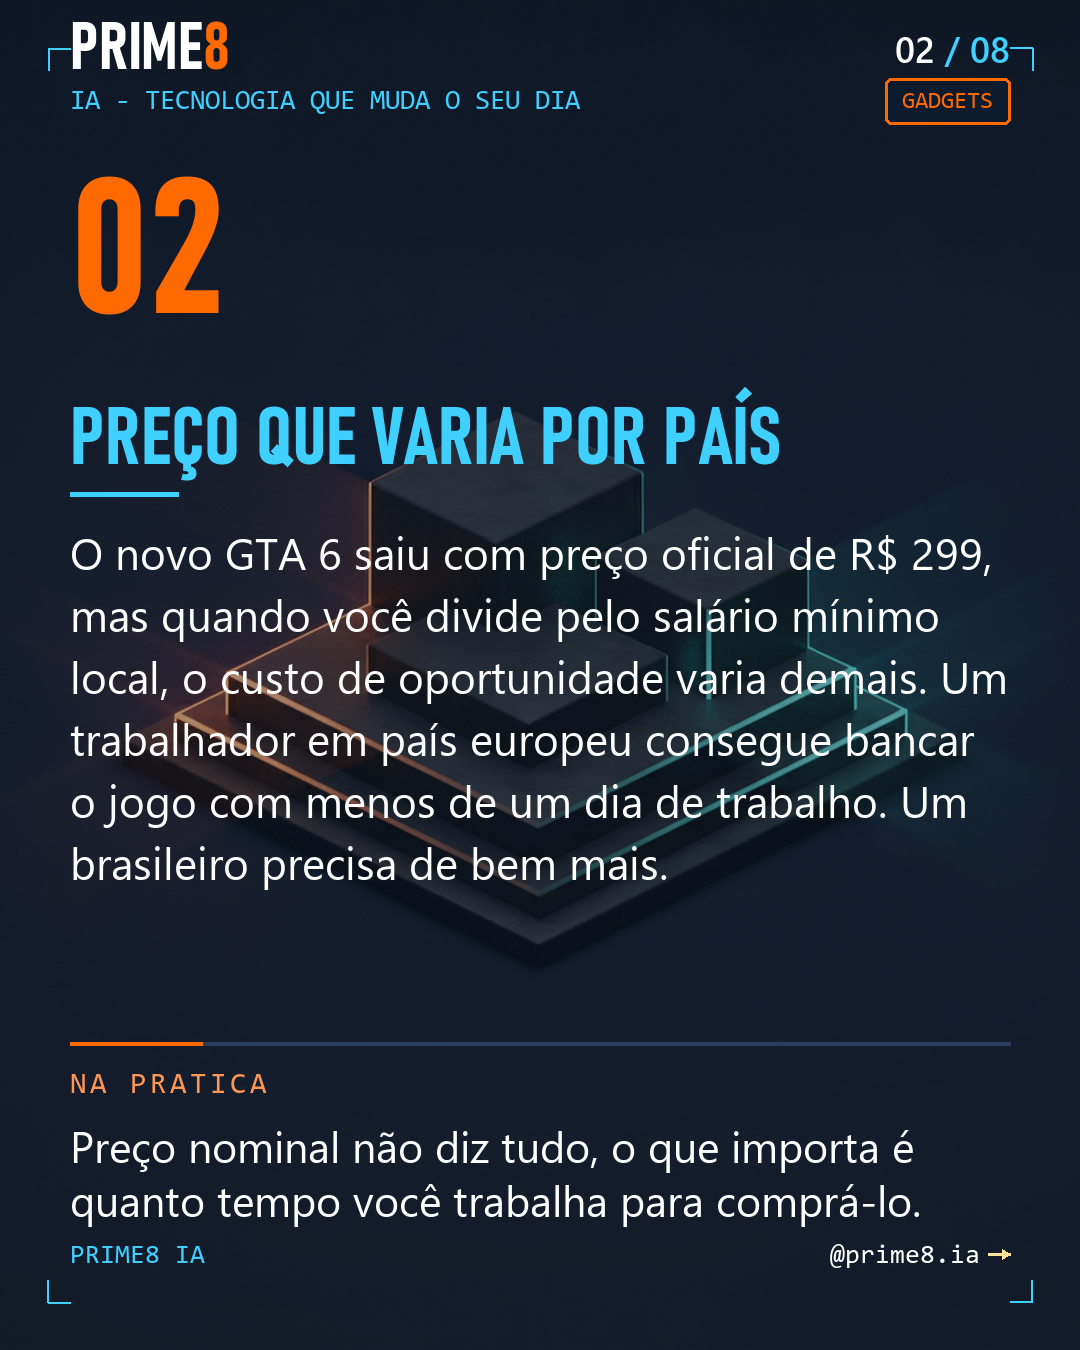 PRIME8
02 / 08
IA - TECNOLOGIA QUE MUDA O SEU DIA
GADGETS
02
PREÇO QUE VARIA POR PAÍS
O novo GTA 6 saiu com preço oficial de R$ 299,
mas quando você divide pelo salário mínimo
local, o custo de oportunidade varia demais. Um
trabalhador em país europeu consegue bancar
o jogo com menos de um dia de trabalho. Um
brasileiro precisa de bem mais.
NA PRATICA
Preço nominal não diz tudo, o que importa é
quanto tempo você trabalha para comprá-lo.
PRIME8 IA
@prime8.ia